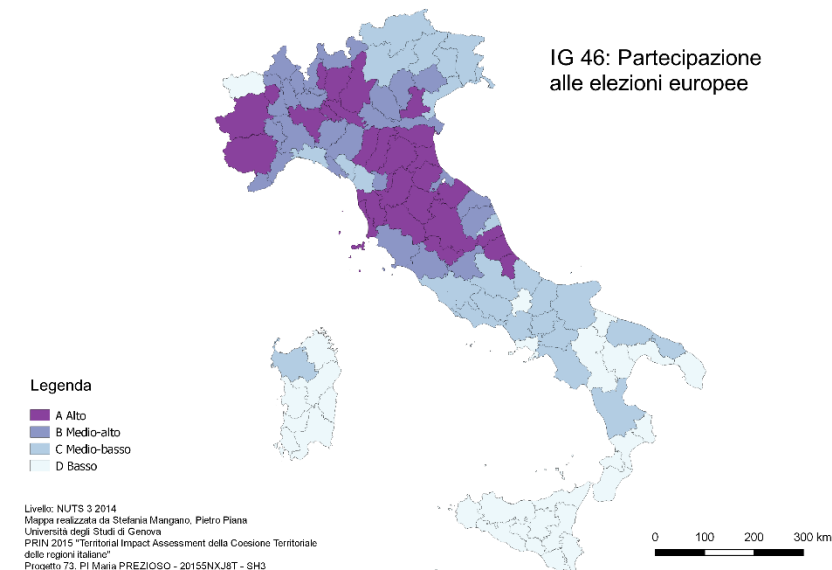 IG 46: Partecipazione
alle elezioni europee
Legenda
A Alto
B Medio-alto
C Medio-basso
D Basso
Livello: NUTS 3 2014
Mappa realizzata da Stefania Mangano, Pietro Piana
Università degli Studi di Genova
PRIN 2015 "Territorial Impact Assessment della Coesione Territoriale
delle regioni italiane"
Progetto 73. PI Maria PREZIOSO - 20155NXJ8T - SH3
0 100 200 300 km